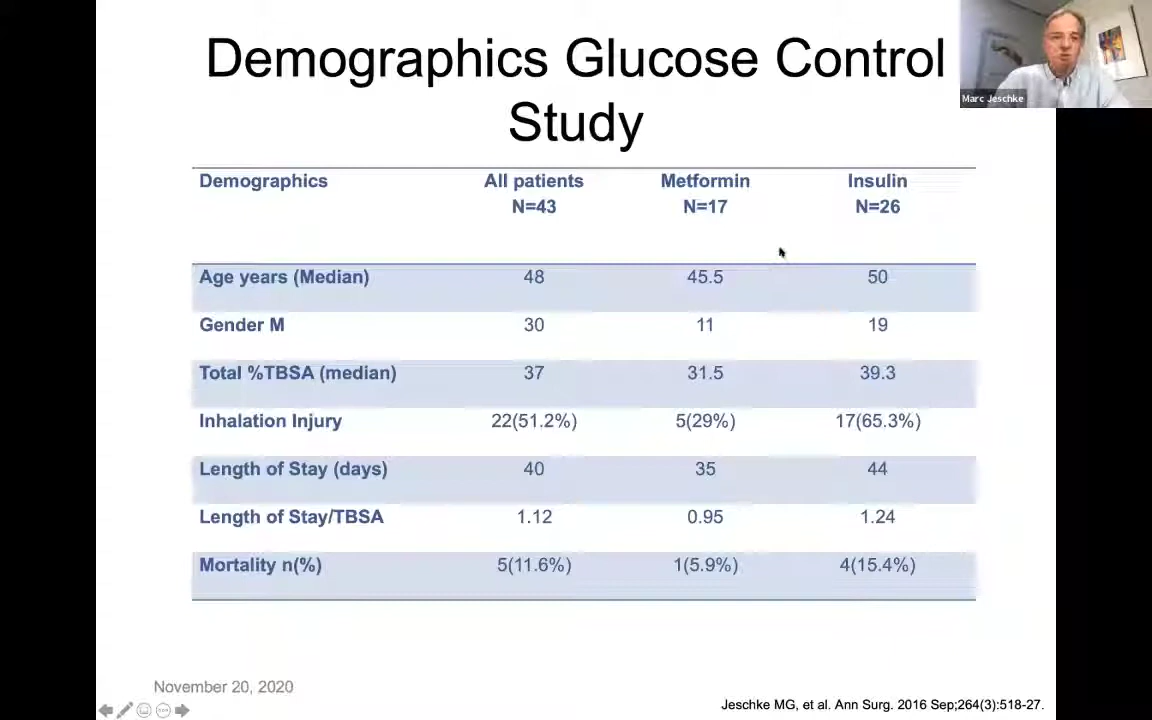 Demographics Glucose Control
Study
Marc Jeschke
Demographics All patients Metformin Insulin
N=43 N=17 N=26
Age years (Median) 48 45.5 50
Gender M 30 11 19
Total %TBSA (median) 37 31.5 39.3
Inhalation Injury 22(51.2%) 5(29%) 17(65.3%)
Length of Stay (days) 40 35 44
Length of Stay/TBSA 1.12 0.95 1.24
Mortality n(%) 5(11.6%) 1(5.9%) 4(15.4%)
November 20, 2020
Jeschke MG, et al. Ann Surg. 2016 Sep;264(3):518-27.